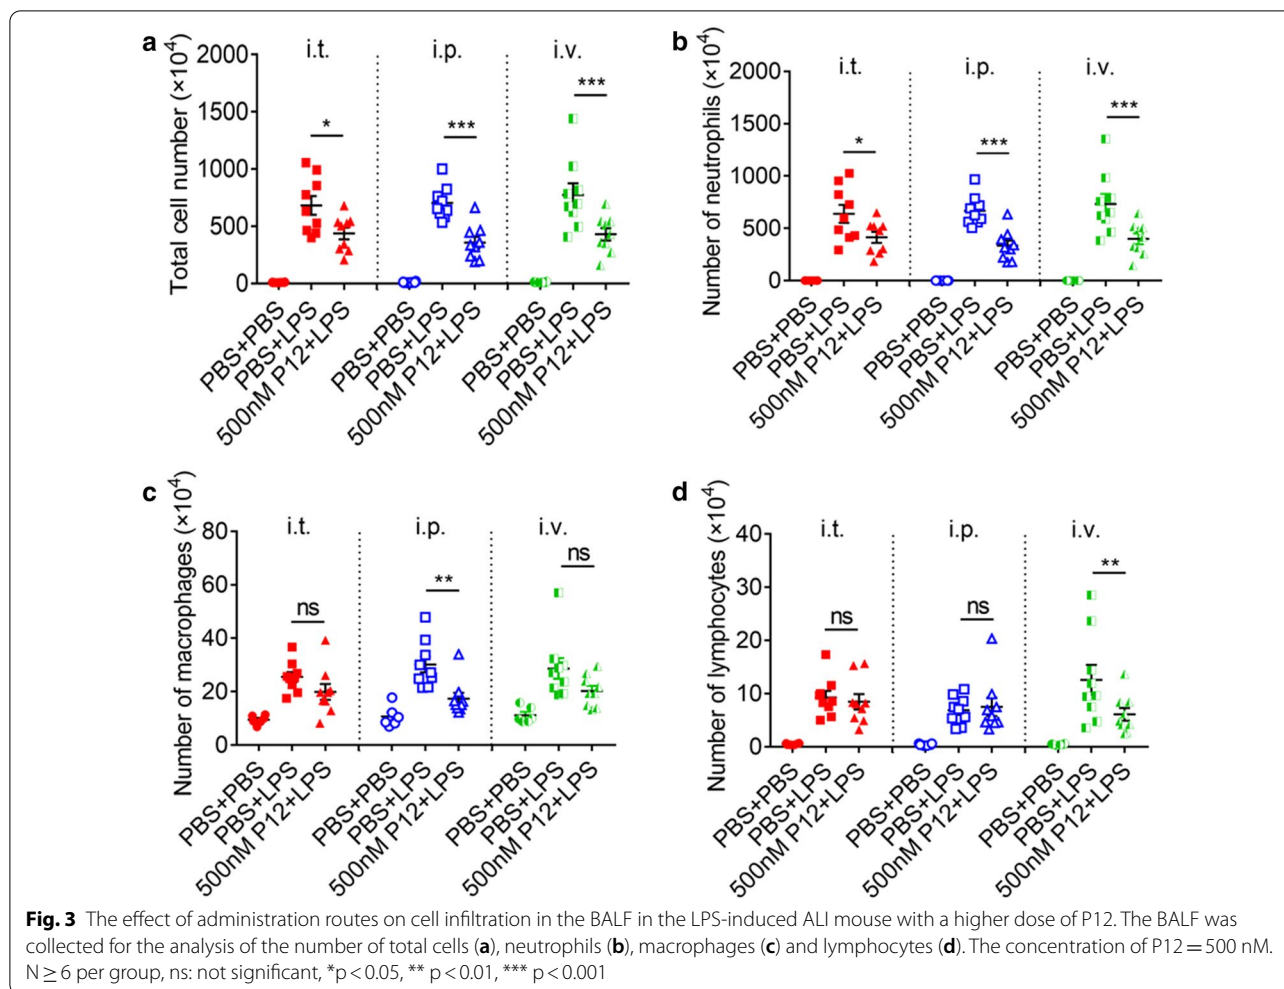 a
Total cell number (×10⁴)
i.t. i.p. i.v.
* *** ***
2000
1500
1000
500
0
PBS+PBS
PBS+LPS
500nM P12+LPS
PBS+PBS
PBS+LPS
500nM P12+LPS
PBS+PBS
PBS+LPS
500nM P12+LPS
b
Number of neutrophils (×10⁴)
i.t. i.p. i.v.
* *** ***
2000
1500
1000
500
0
PBS+PBS
PBS+LPS
500nM P12+LPS
PBS+PBS
PBS+LPS
500nM P12+LPS
PBS+PBS
PBS+LPS
500nM P12+LPS
c
Number of macrophages (×10⁴)
i.t. i.p. i.v.
ns ** ns
80
60
40
20
0
PBS+PBS
PBS+LPS
500nM P12+LPS
PBS+PBS
PBS+LPS
500nM P12+LPS
PBS+PBS
PBS+LPS
500nM P12+LPS
d
Number of lymphocytes (×10⁴)
i.t. i.p. i.v.
ns ns **
40
30
20
10
0
PBS+PBS
PBS+LPS
500nM P12+LPS
PBS+PBS
PBS+LPS
500nM P12+LPS
PBS+PBS
PBS+LPS
500nM P12+LPS
Fig. 3 The effect of administration routes on cell infiltration in the BALF in the LPS-induced ALI mouse with a higher dose of P12. The BALF was
collected for the analysis of the number of total cells (a), neutrophils (b), macrophages (c) and lymphocytes (d). The concentration of P12 = 500 nM.
N ≥ 6 per group, ns: not significant, *p < 0.05, ** p < 0.01, *** p < 0.001